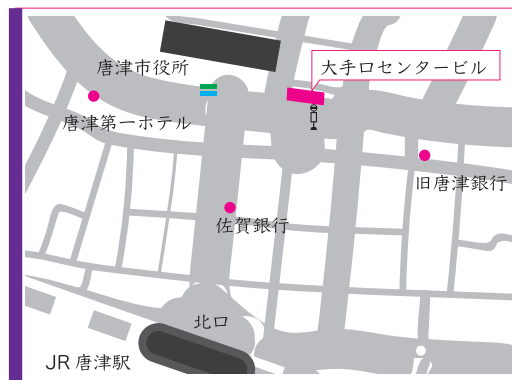 唐津市役所
大手口センタービル
唐津第一ホテル
旧唐津銀行
佐賀銀行
北口
JR 唐津駅